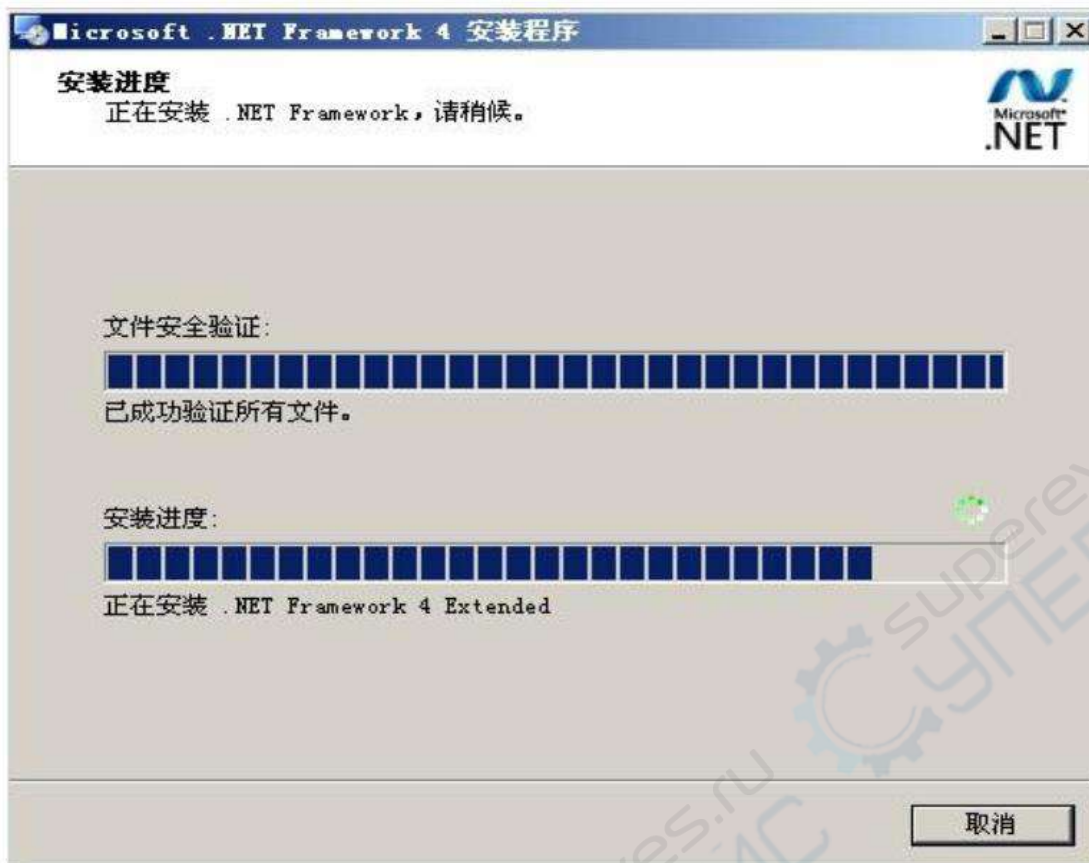 Microsoft .NET Framework 4 安装程序
安装进度
正在安装 .NET Framework,请稍候。
Microsoft
.NET
文件安全验证:
已成功验证所有文件。
安装进度:
正在安装 .NET Framework 4 Extended
取消